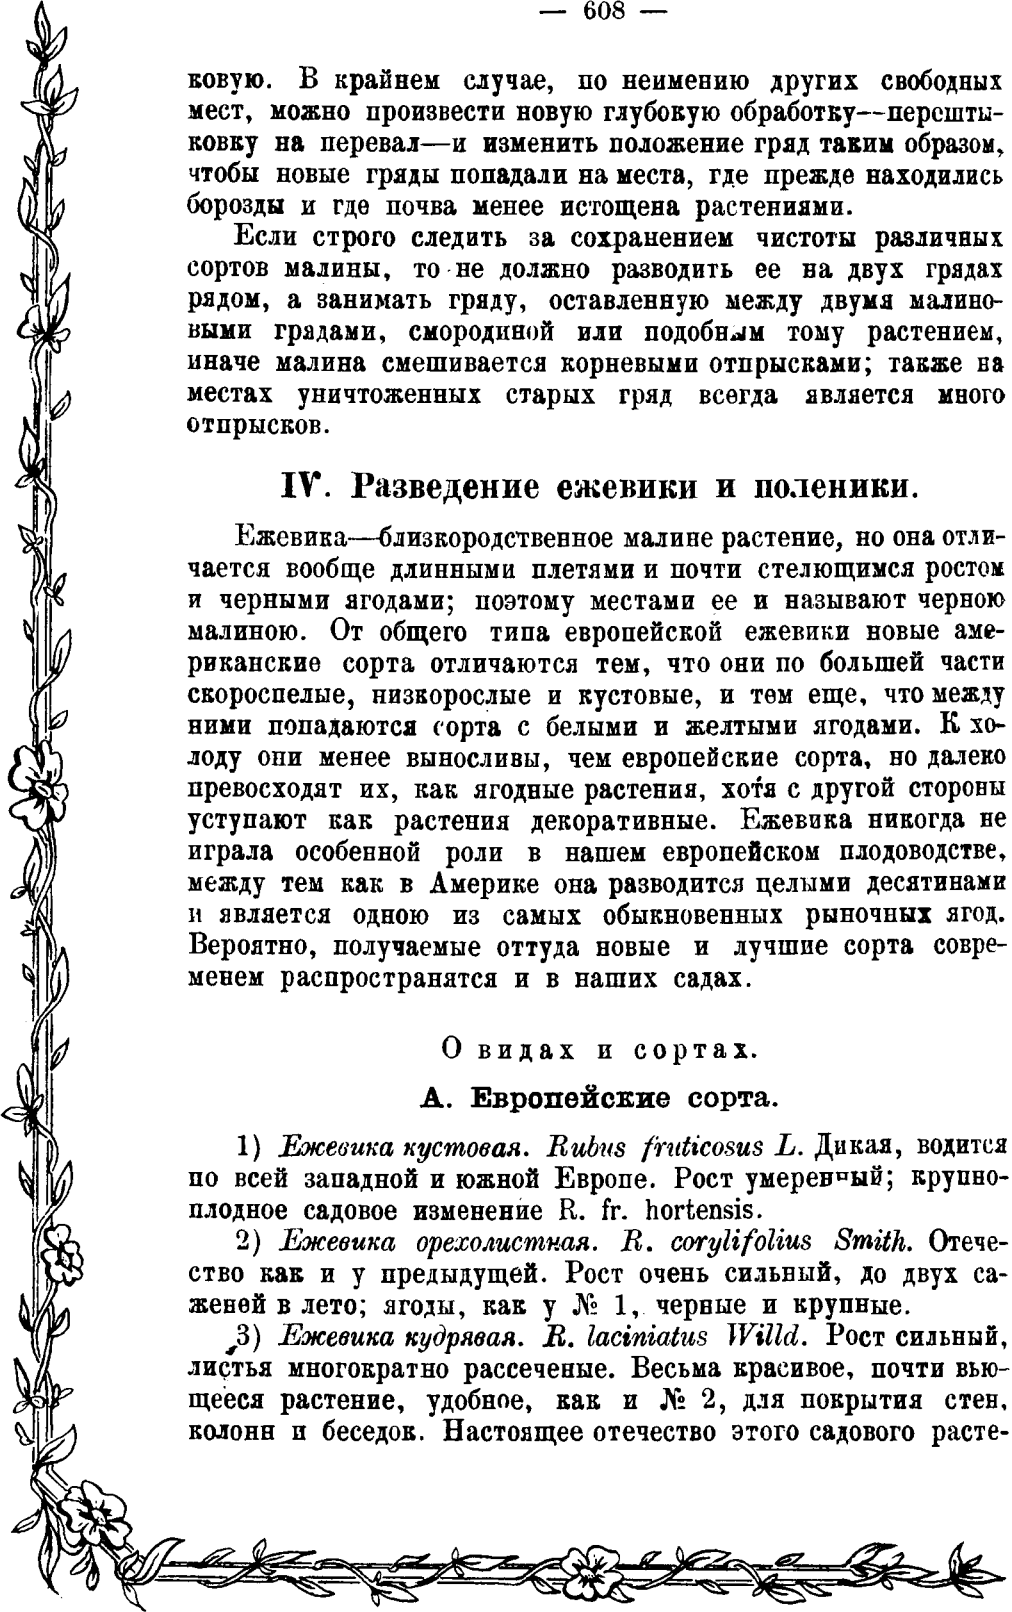 — 608 —
ковую. В крайнем случае, по неимению других свободных
мест, можно произвести новую глубокую обработку—перешты-
ковку на перевал—и изменить положение гряд таким образом,
чтобы новые гряды попадали на места, где прежде находились
борозды и где почва менее истощена растениями.
Если строго следить за сохранением чистоты различных
сортов малины, то не должно разводить ее на двух грядах
рядом, а занимать гряду, оставленную между двумя малино-
выми грядами, смородиной или подобным тому растением,
иначе малина смешивается корневыми отпрысками; также на
местах уничтоженных старых гряд всегда является много
отпрысков.
IV. Разведение ежевики и поленики.
Ежевика—близкородственное малине растение, но она отли-
чается вообще длинными плетями и почти стелющимся ростом
и черными ягодами; поэтому местами ее и называют черною
малиною. От общего типа европейской ежевики новые аме-
риканские сорта отличаются тем, что они по большей части
скороспелые, низкорослые и кустовые, и тем еще, что между
ними попадаются сорта с белыми и желтыми ягодами. К хо-
лоду они менее выносливы, чем европейские сорта, но далеко
превосходят их, как ягодные растения, хотя с другой стороны
уступают как растения декоративные. Ежевика никогда не
играла особенной роли в нашем европейском плодоводстве,
между тем как в Америке она разводится целыми десятинами
и является одною из самых обыкновенных рыночных ягод.
Вероятно, получаемые оттуда новые и лучшие сорта совре-
менем распространятся и в наших садах.
О видах и сортах.
А. Европейские сорта.
1) Ежевика кустовая. Rubus fruticosus L. Дикая, водится
по всей западной и южной Европе. Рост умеренный; крупно-
плодное садовое изменение R. fr. hortensis.
2) Ежевика орехолистная. R. corylifolius Smith. Отече-
ство как и у предыдущей. Рост очень сильный, до двух са-
женей в лето; ягоды, как у № 1, черные и крупные.
3) Ежевика кудрявая. R. laciniatus Willd. Рост сильный,
листья многократно рассеченые. Весьма красивое, почти вью-
щееся растение, удобное, как и № 2, для покрытия стен,
колонн и беседок. Настоящее отечество этого садового расте-